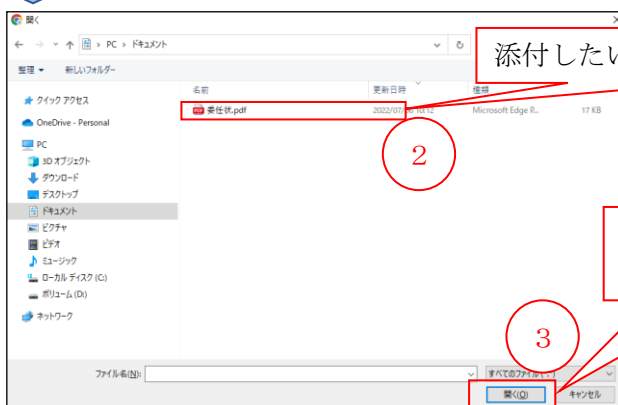 開く
PC › ドキュメント
添付したい
整理 新しいフォルダー
名前 更新日時 種類
クイック アクセス
委任状.pdf 2022/07/ Microsoft Edge P... 17 KB
OneDrive - Personal
PC
2
3D オブジェクト
ダウンロード
デスクトップ
ドキュメント
ピクチャ
ビデオ
ミュージック
ローカル ディスク (C:)
ボリューム (D:)
ネットワーク
3
ファイル名(N): すべてのファイル
開く(O) キャンセル